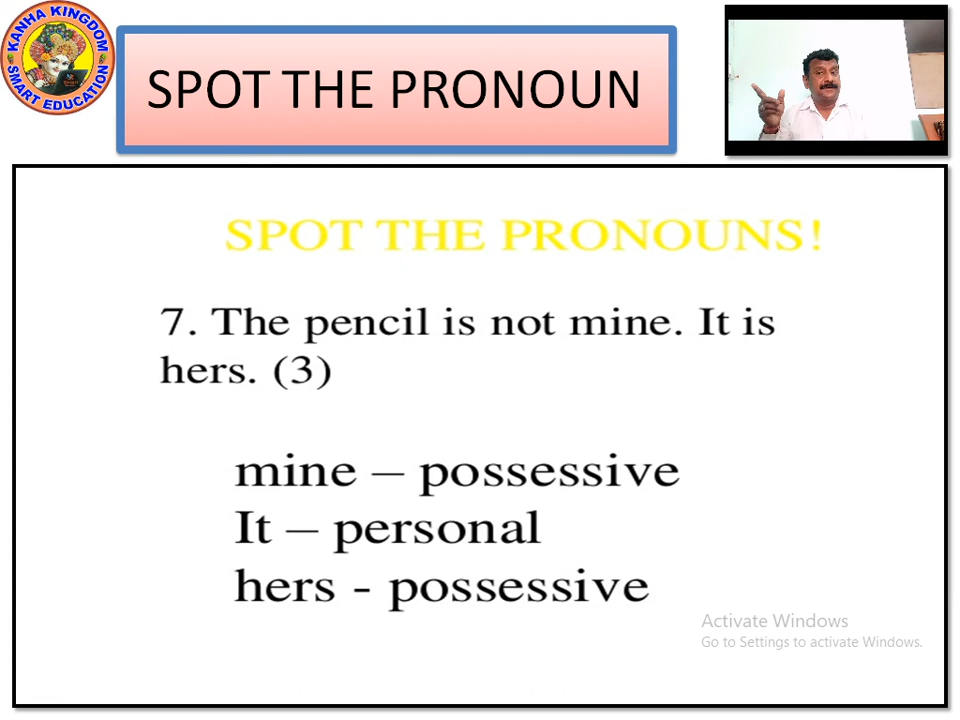 KANHA KINGDOM
SMART EDUCATION
SPOT THE PRONOUN
SPOT THE PRONOUNS!
7. The pencil is not mine. It is
hers. (3)
mine – possessive
It – personal
hers - possessive
Activate Windows
Go to Settings to activate Windows.